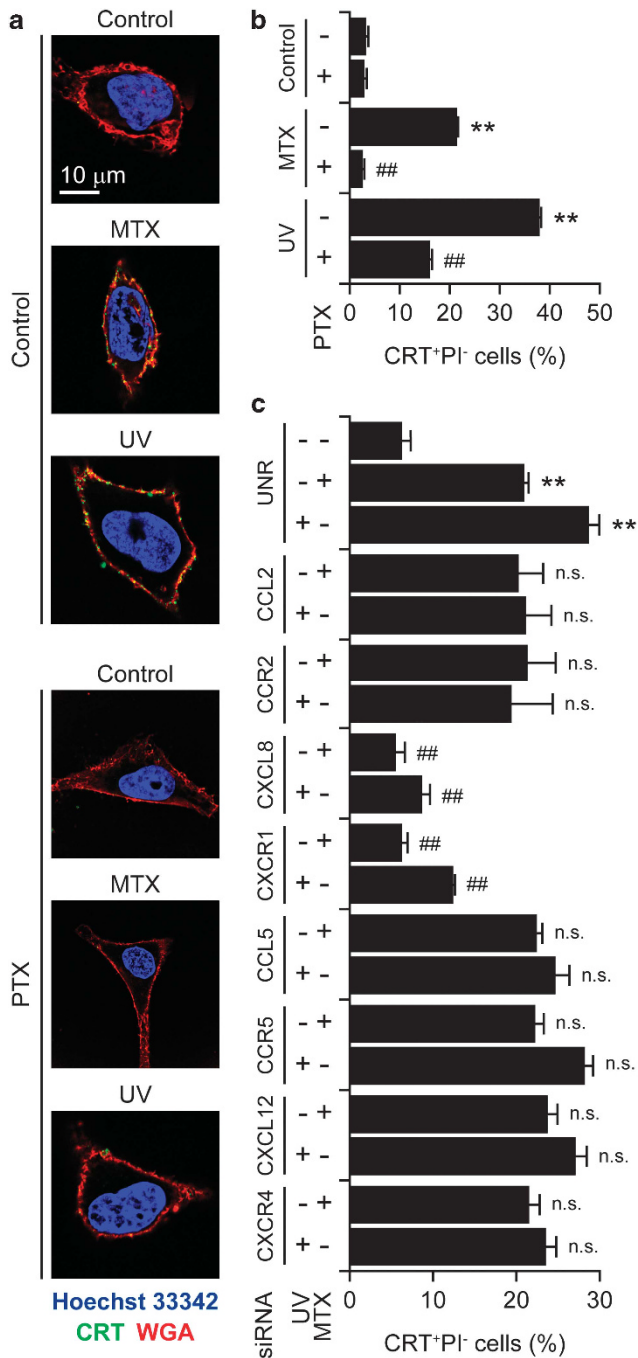 a
Control
10 μm
MTX
UV
Control
Control
MTX
UV
PTX
Hoechst 33342
CRT WGA
b
Control
-
+
MTX
- **
+ ##
UV
- **
+ ##
PTX
0 10 20 30 40 50
CRT+PI- cells (%)
c
UNR
- -
- + **
+ - **
CCL2
- + n.s.
+ - n.s.
CCR2
- + n.s.
+ - n.s.
CXCL8
- + ##
+ - ##
CXCR1
- + ##
+ - ##
CCL5
- + n.s.
+ - n.s.
CCR5
- + n.s.
+ - n.s.
CXCL12
- + n.s.
+ - n.s.
CXCR4
- + n.s.
+ - n.s.
siRNA
UV
MTX
0 10 20 30
CRT+PI- cells (%)